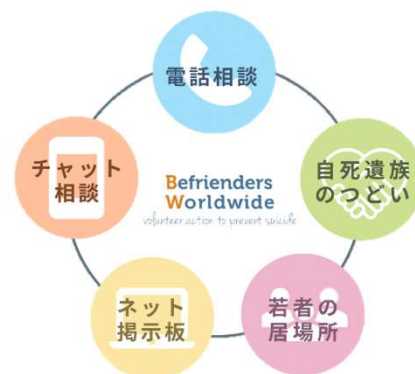 電話相談
チャット
相談
自死遺族
のつどい
Befrienders
Worldwide
volunteer action to prevent suicide
ネット
掲示板
若者の
居場所